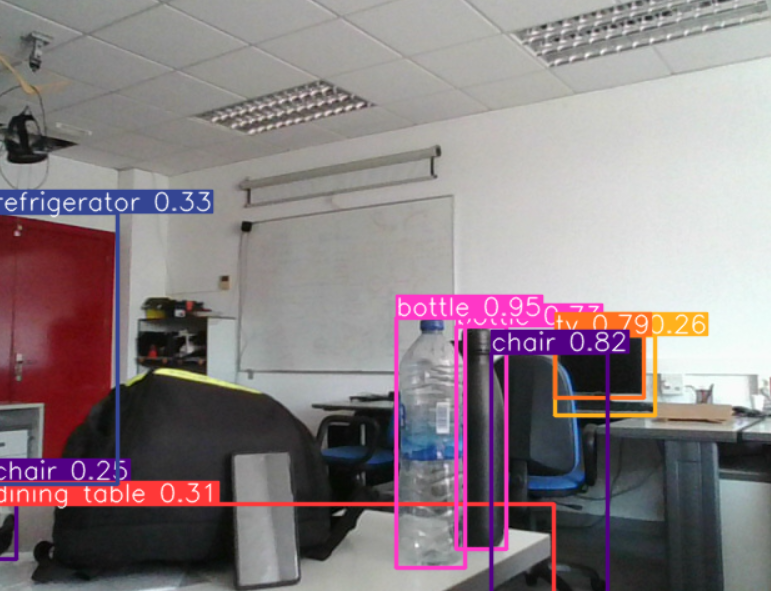 refrigerator 0.33
bottle 0.95
0.73
tv 0.79
0.26
chair 0.82
chair 0.25
dining table 0.31